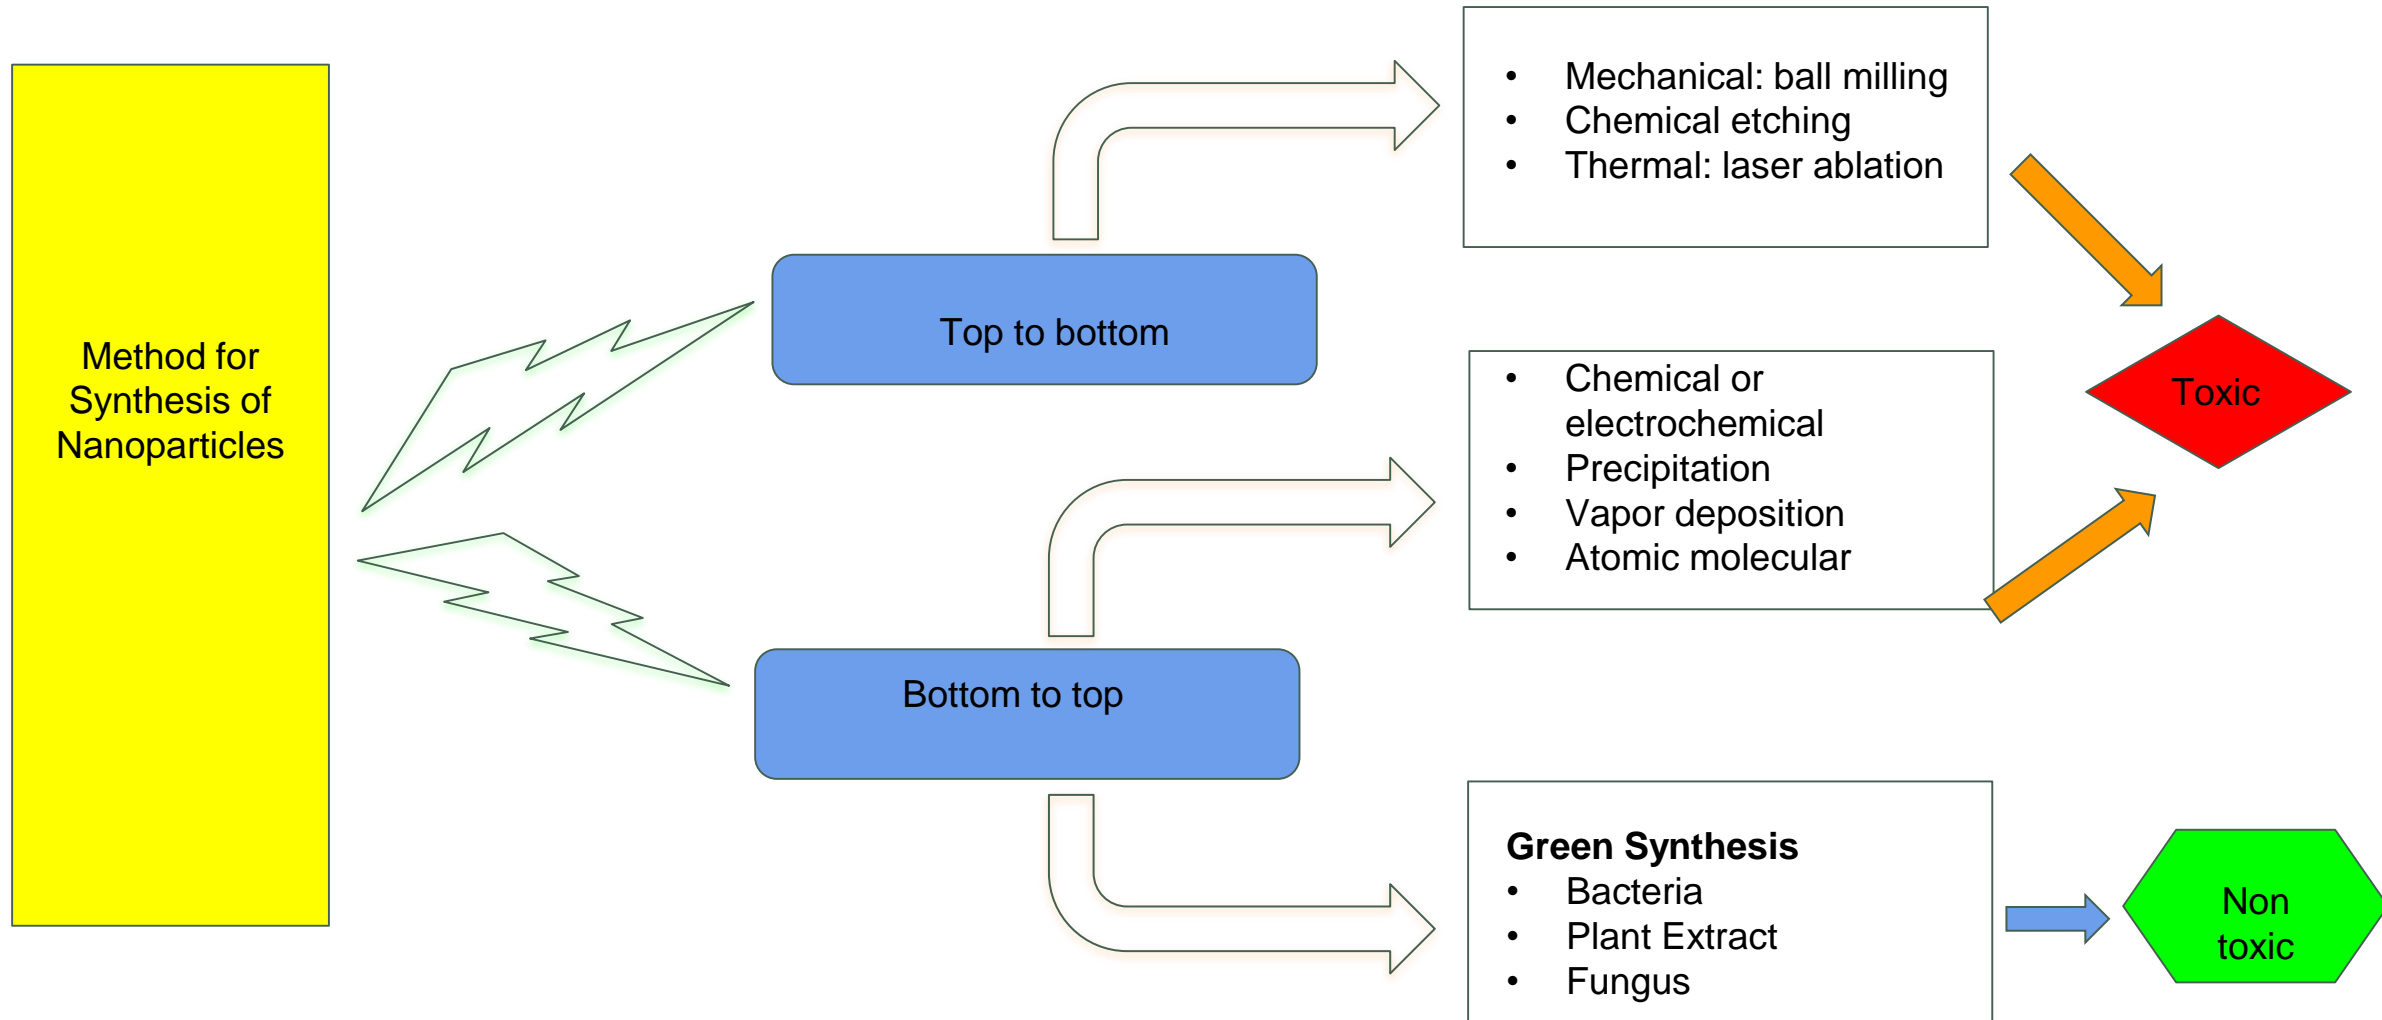 Method for
Synthesis of
Nanoparticles
Top to bottom
Bottom to top
• Mechanical: ball milling
• Chemical etching
• Thermal: laser ablation
• Chemical or
electrochemical
• Precipitation
• Vapor deposition
• Atomic molecular
Green Synthesis
• Bacteria
• Plant Extract
• Fungus
Toxic
Non
toxic